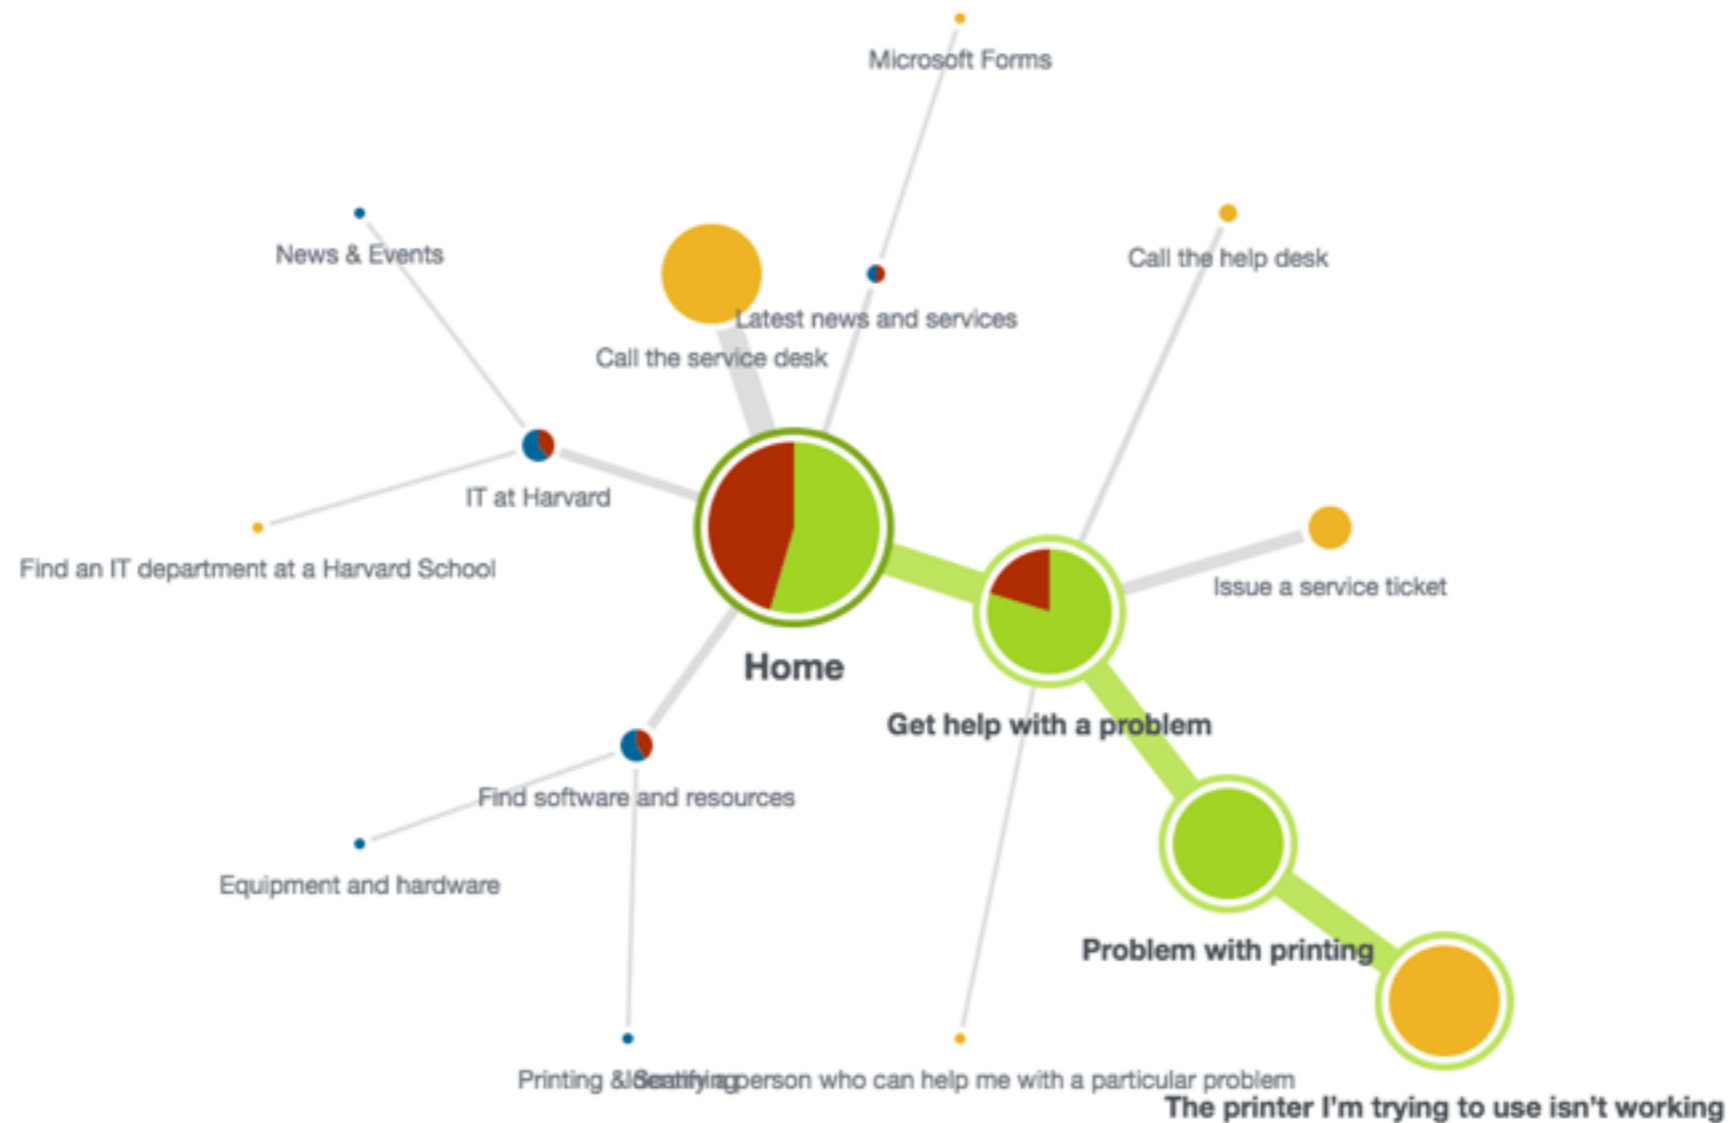 Microsoft Forms
News & Events
Call the help desk
Latest news and services
Call the service desk
IT at Harvard
Find an IT department at a Harvard School
Issue a service ticket
Home
Get help with a problem
Find software and resources
Equipment and hardware
Problem with printing
Printing & Scanning
Identify a person who can help me with a particular problem
The printer I'm trying to use isn't working